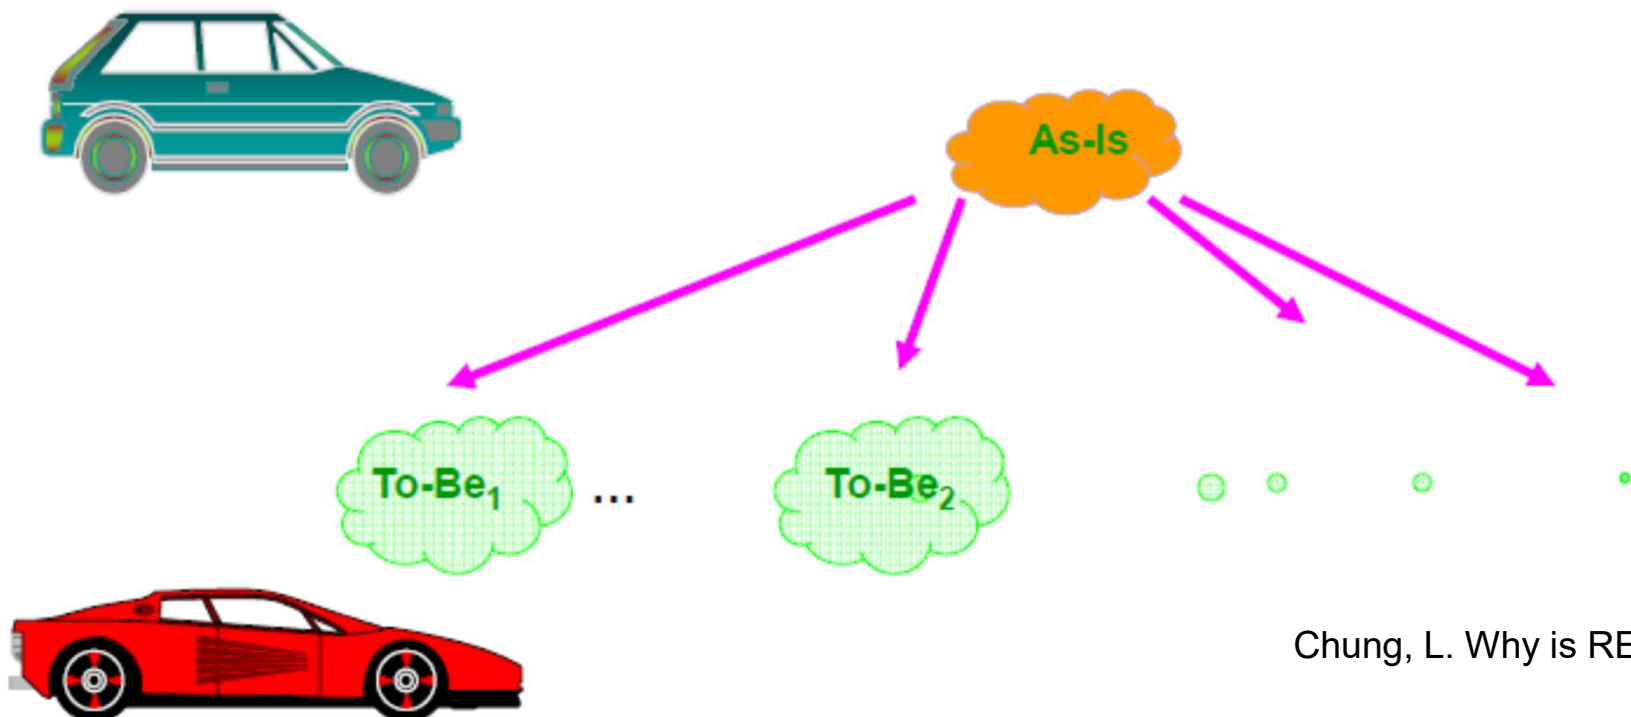 As-Is
To-Be1 ... To-Be2
Chung, L. Why is RE